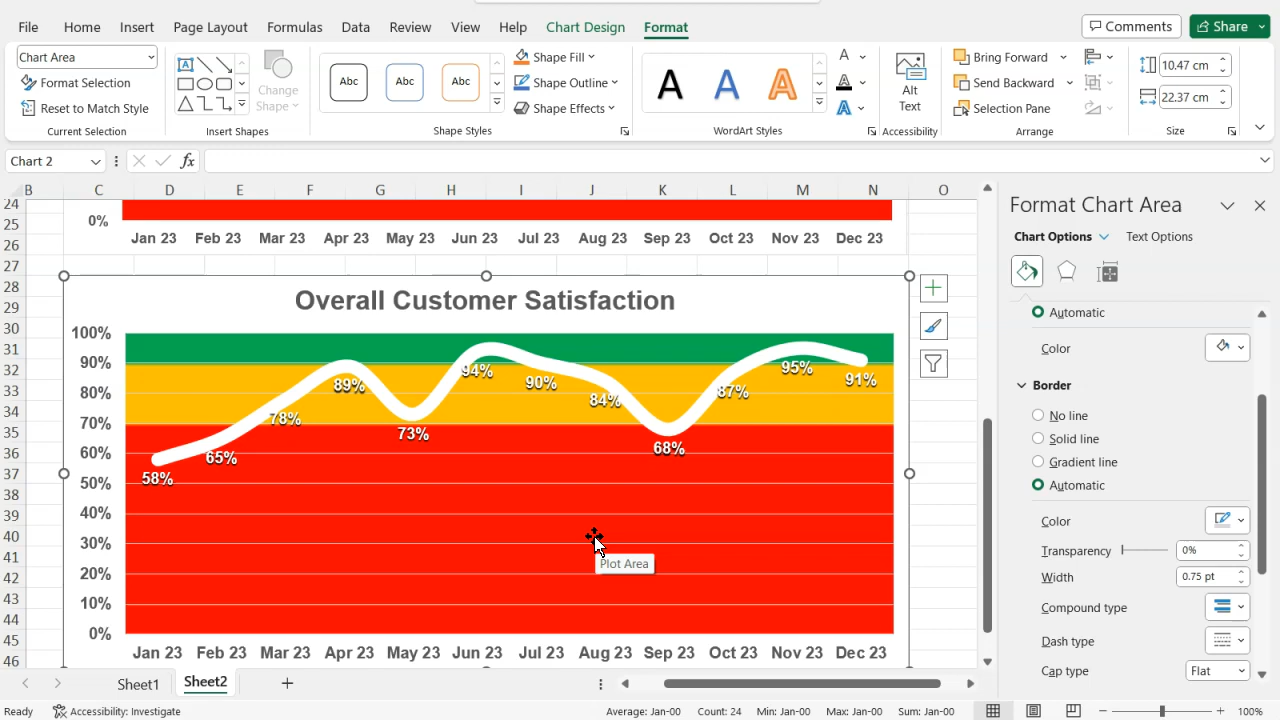 File Home Insert Page Layout Formulas Data Review View Help Chart Design Format Comments Share
Chart Area
Format Selection
Reset to Match Style
Current Selection
Change
Shape
Insert Shapes
Abc Abc Abc
Shape Fill
Shape Outline
Shape Effects
Shape Styles
A A A
A
A
A
WordArt Styles
Alt
Text
Accessibility
Bring Forward
Send Backward
Selection Pane
Arrange
10.47 cm
22.37 cm
Size
Chart 2 fx
B C D E F G H I J K L M N O
24
25
26
27
28
29
30
31
32
33
34
35
36
37
38
39
40
41
42
43
44
45
46
0%
Jan 23 Feb 23 Mar 23 Apr 23 May 23 Jun 23 Jul 23 Aug 23 Sep 23 Oct 23 Nov 23 Dec 23
Overall Customer Satisfaction
100%
90%
80%
70%
60%
50%
40%
30%
20%
10%
0%
58% 65% 78% 89% 73% 94% 90% 84% 68% 87% 95% 91%
Plot Area
Jan 23 Feb 23 Mar 23 Apr 23 May 23 Jun 23 Jul 23 Aug 23 Sep 23 Oct 23 Nov 23 Dec 23
Format Chart Area
Chart Options Text Options
Automatic
Color
Border
No line
Solid line
Gradient line
Automatic
Color
Transparency 0%
Width 0.75 pt
Compound type
Dash type
Cap type Flat
Sheet1 Sheet2
Ready Accessibility: Investigate Average: Jan-00 Count: 24 Min: Jan-00 Max: Jan-00 Sum: Jan-00 100%